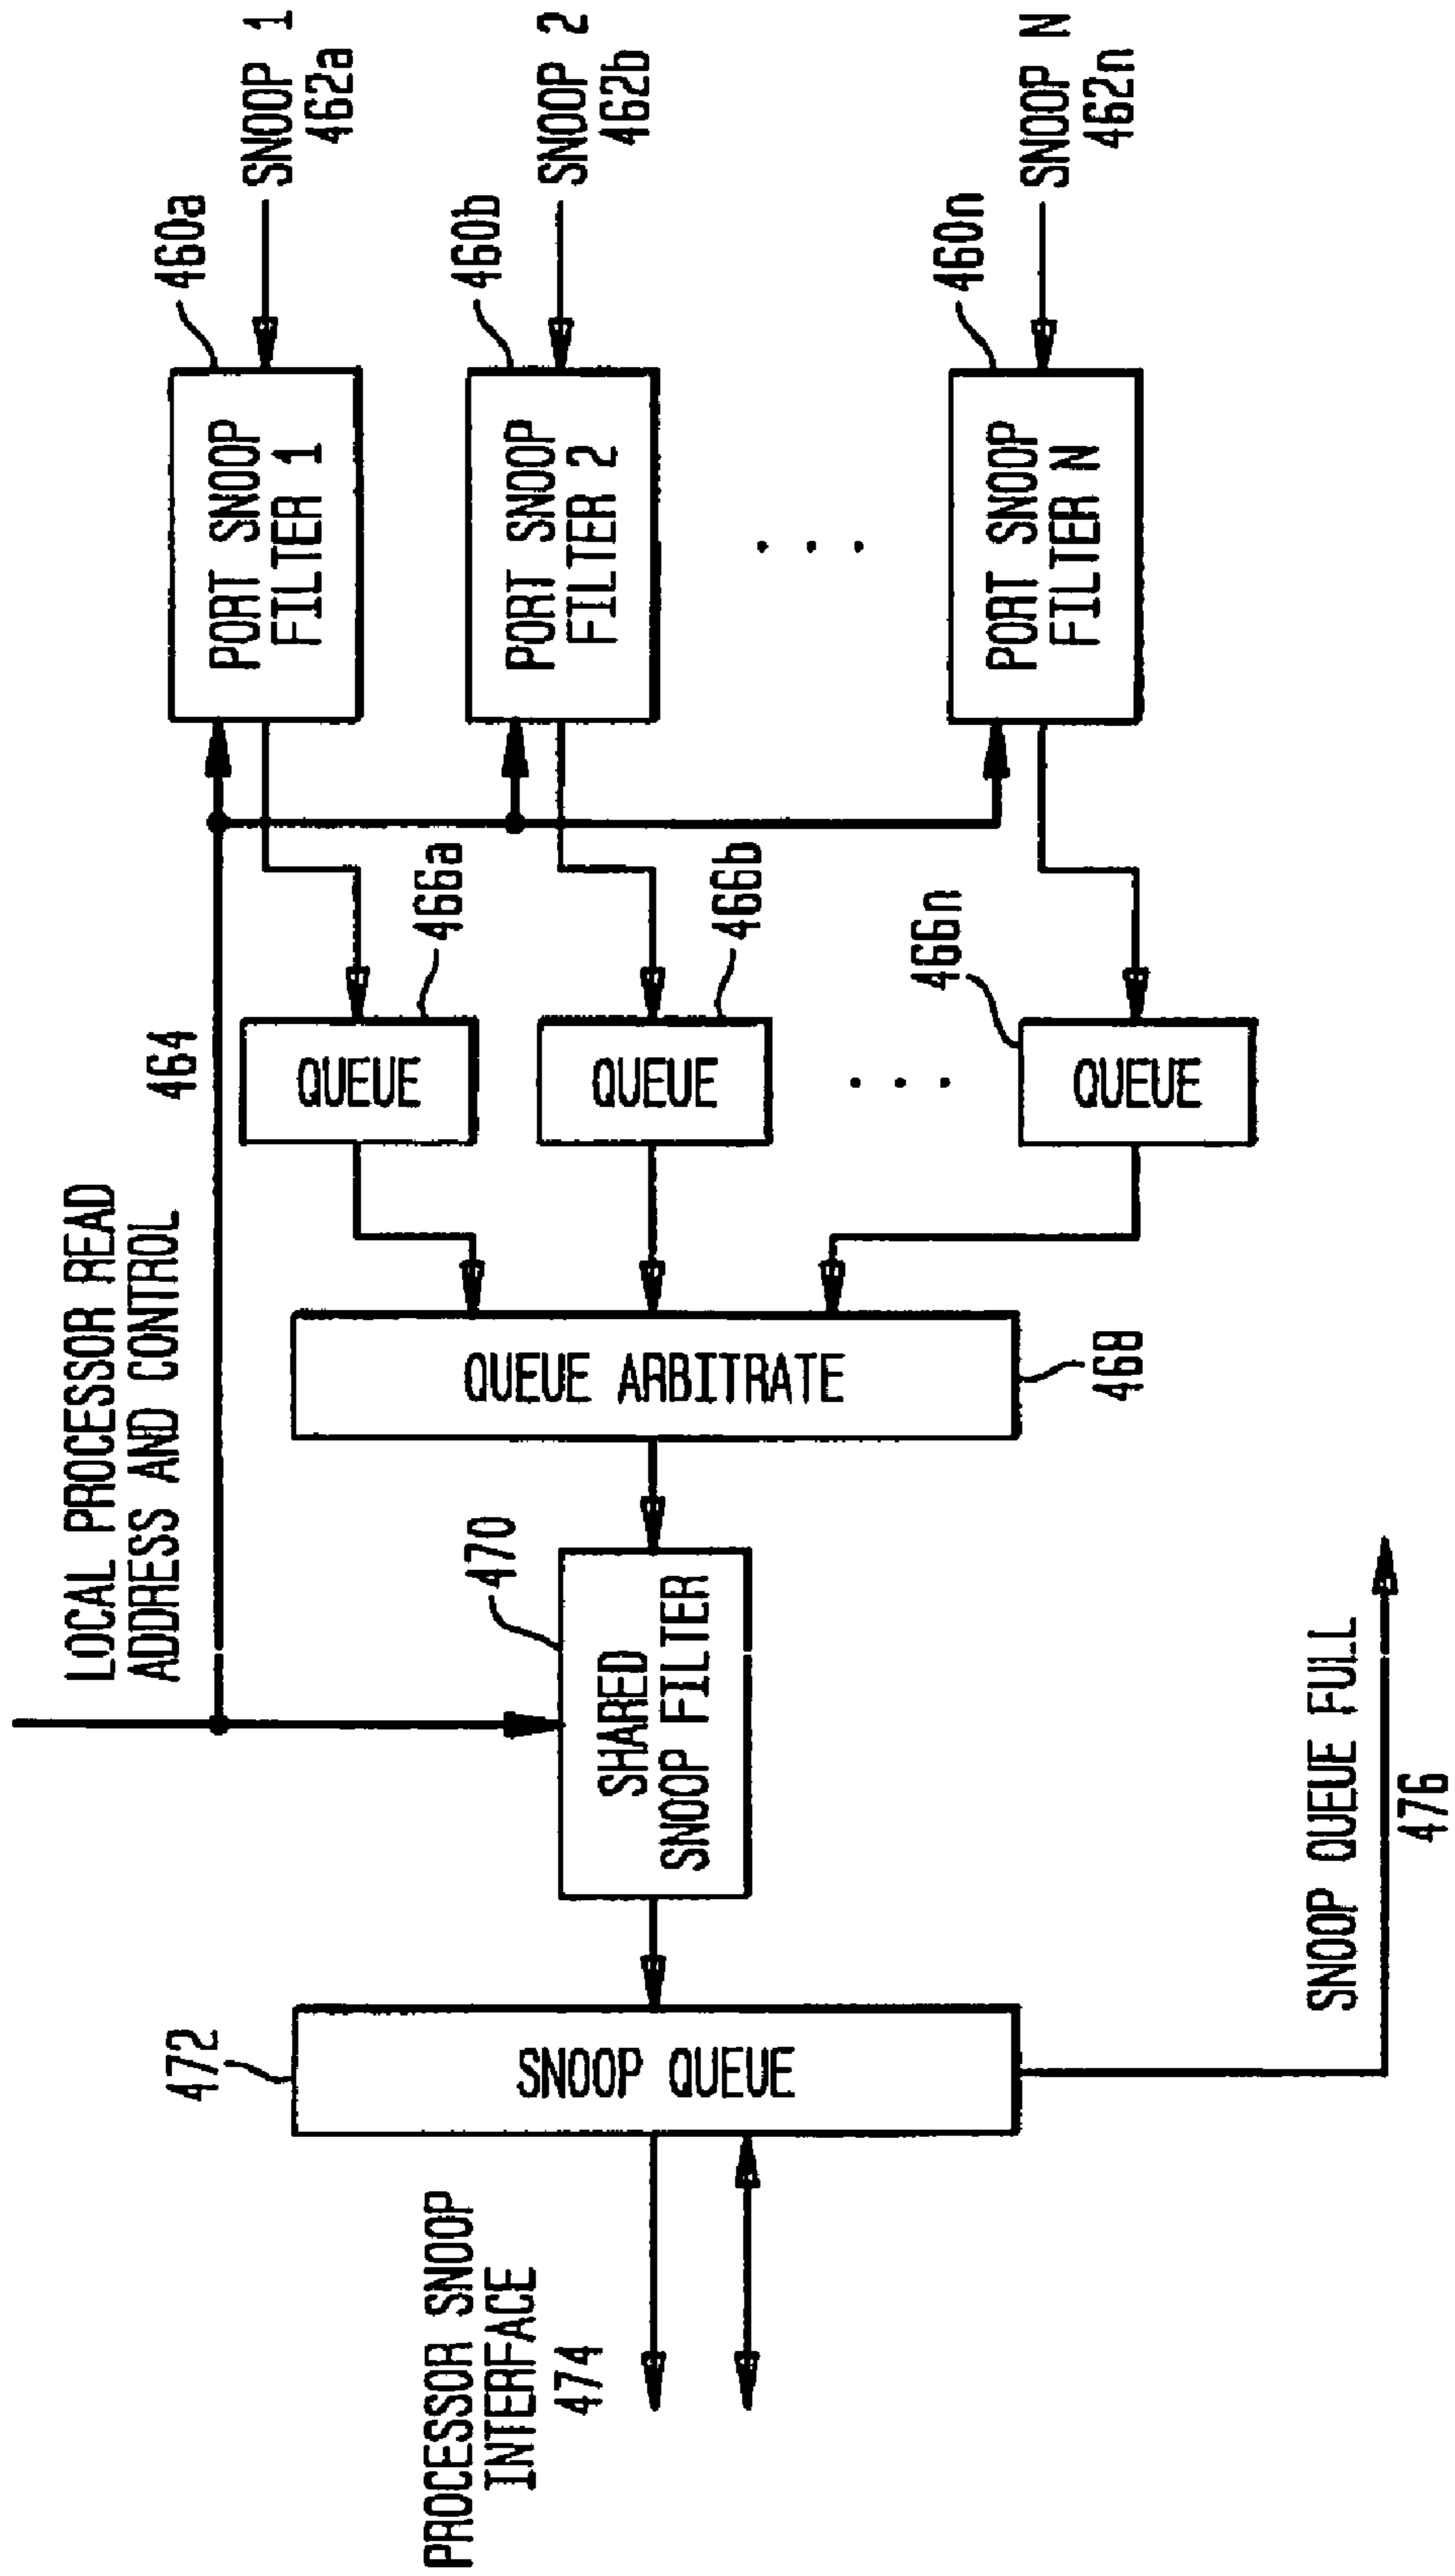 LOCAL PROCESSOR READ
ADDRESS AND CONTROL
464
PROCESSOR SNOOP
INTERFACE
474
472
SNOOP QUEUE
SNOOP QUEUE FULL
476
470
SHARED
SNOOP FILTER
QUEUE ARBITRATE
468
QUEUE
466a
QUEUE
466b
QUEUE
466n
. . .
PORT SNOOP
FILTER 1
460a
PORT SNOOP
FILTER 2
460b
. . .
PORT SNOOP
FILTER N
460n
SNOOP 1
462a
SNOOP 2
462b
SNOOP N
462n